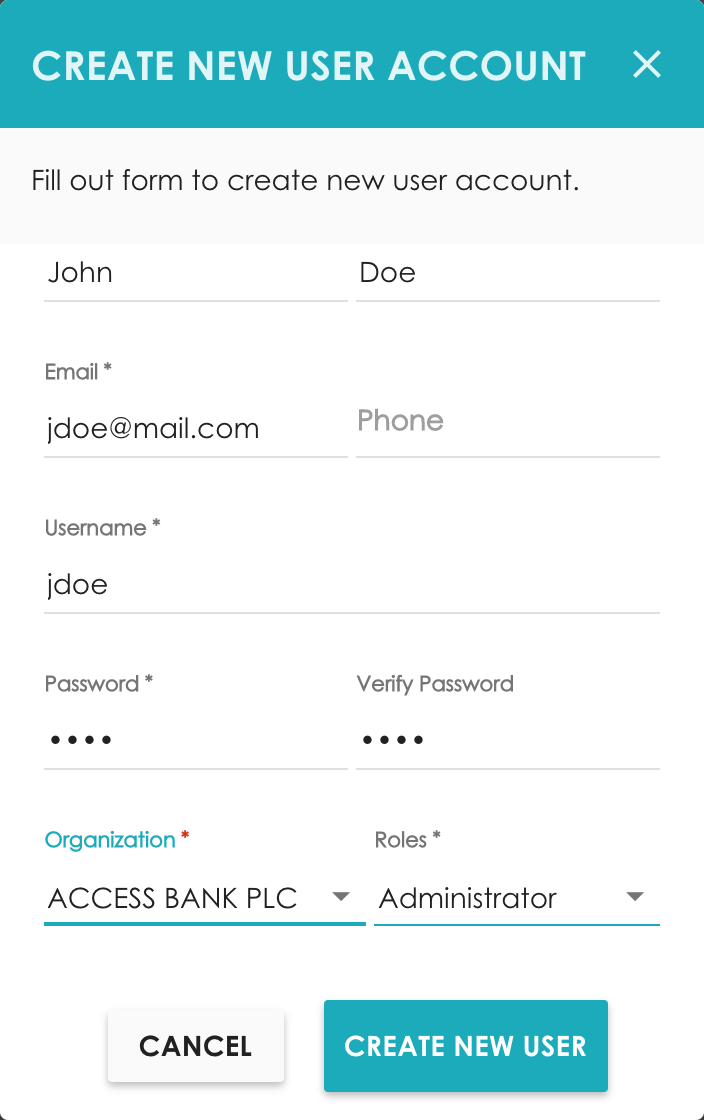 CREATE NEW USER ACCOUNT
Fill out form to create new user account.
John Doe
Email *
jdoe@mail.com Phone
Username *
jdoe
Password * Verify Password
•••• ••••
Organization * Roles *
ACCESS BANK PLC Administrator
CANCEL CREATE NEW USER